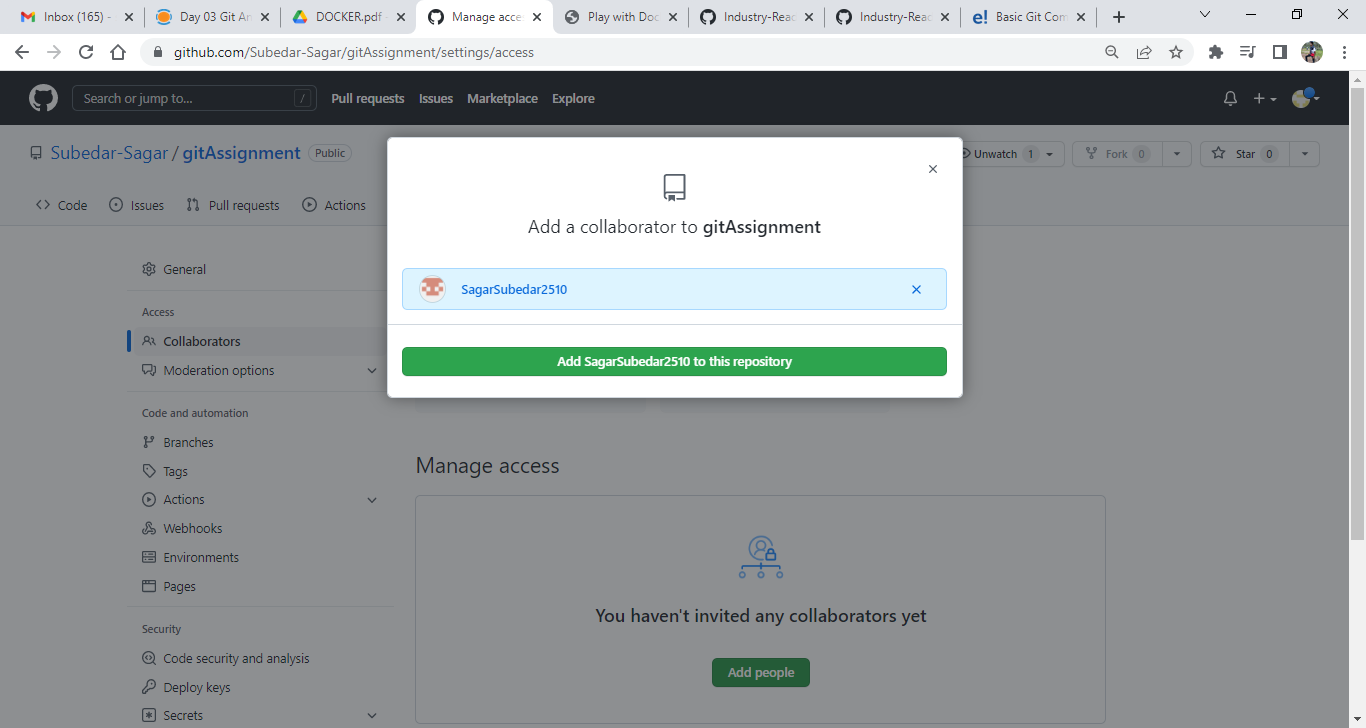 Inbox (165) -
Day 03 Git An
DOCKER.pdf -
Manage acce
Play with Doc
Industry-Reac
Industry-Reac
Basic Git Com
github.com/Subedar-Sagar/gitAssignment/settings/access
Search or jump to... /
Pull requests Issues Marketplace Explore
Subedar-Sagar / gitAssignment Public
Unwatch 1
Fork 0
Star 0
Code Issues Pull requests Actions
Add a collaborator to gitAssignment
SagarSubedar2510
Add SagarSubedar2510 to this repository
General
Access
Collaborators
Moderation options
Code and automation
Branches
Tags
Actions
Webhooks
Environments
Pages
Security
Code security and analysis
Deploy keys
Secrets
Manage access
You haven't invited any collaborators yet
Add people